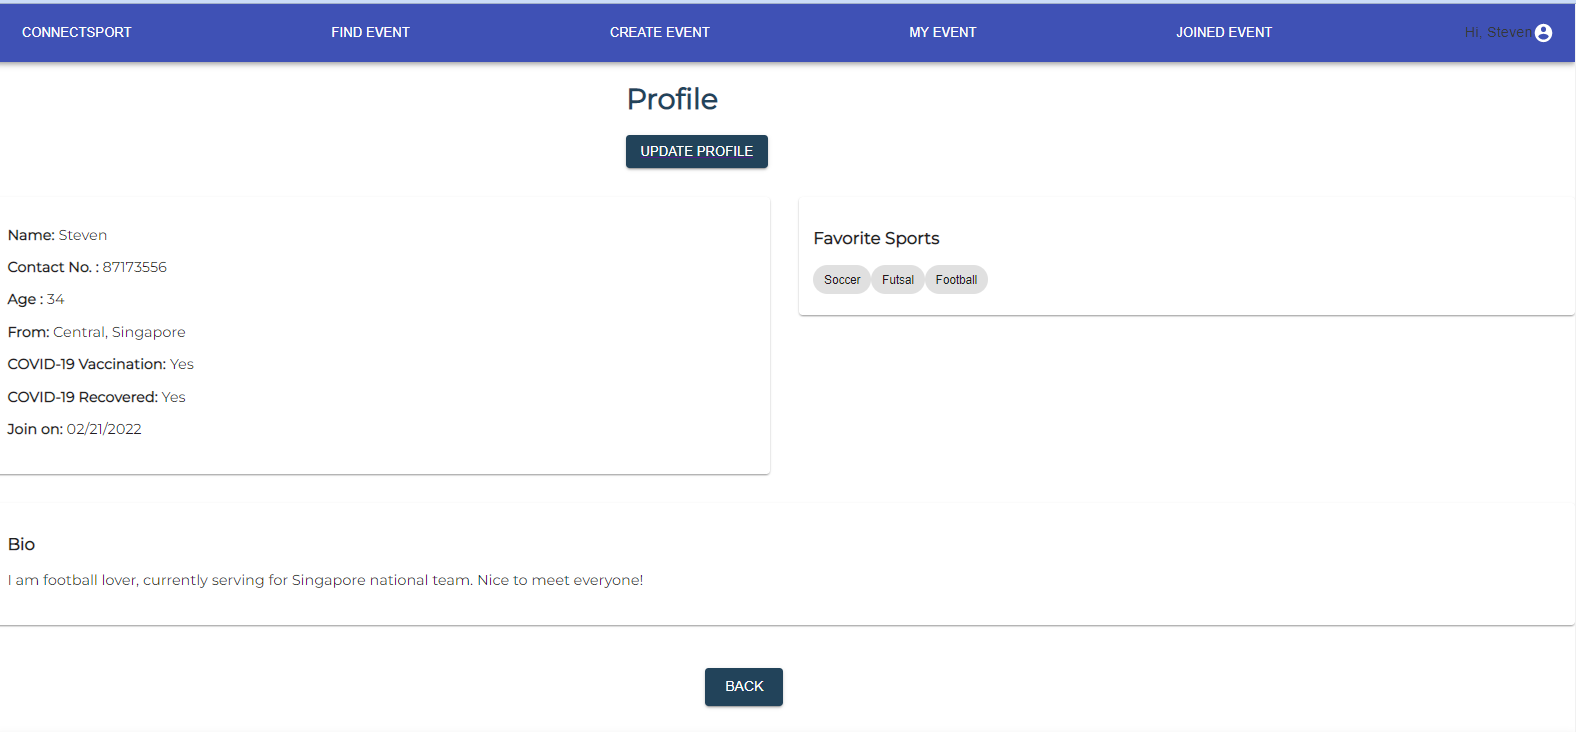 CONNECTSPORT FIND EVENT CREATE EVENT MY EVENT JOINED EVENT Hi, Steven
Profile
UPDATE PROFILE
Name: Steven
Contact No. : 87173556
Age : 34
From: Central, Singapore
COVID-19 Vaccination: Yes
COVID-19 Recovered: Yes
Join on: 02/21/2022
Favorite Sports
Soccer Futsal Football
Bio
I am football lover, currently serving for Singapore national team. Nice to meet everyone!
BACK